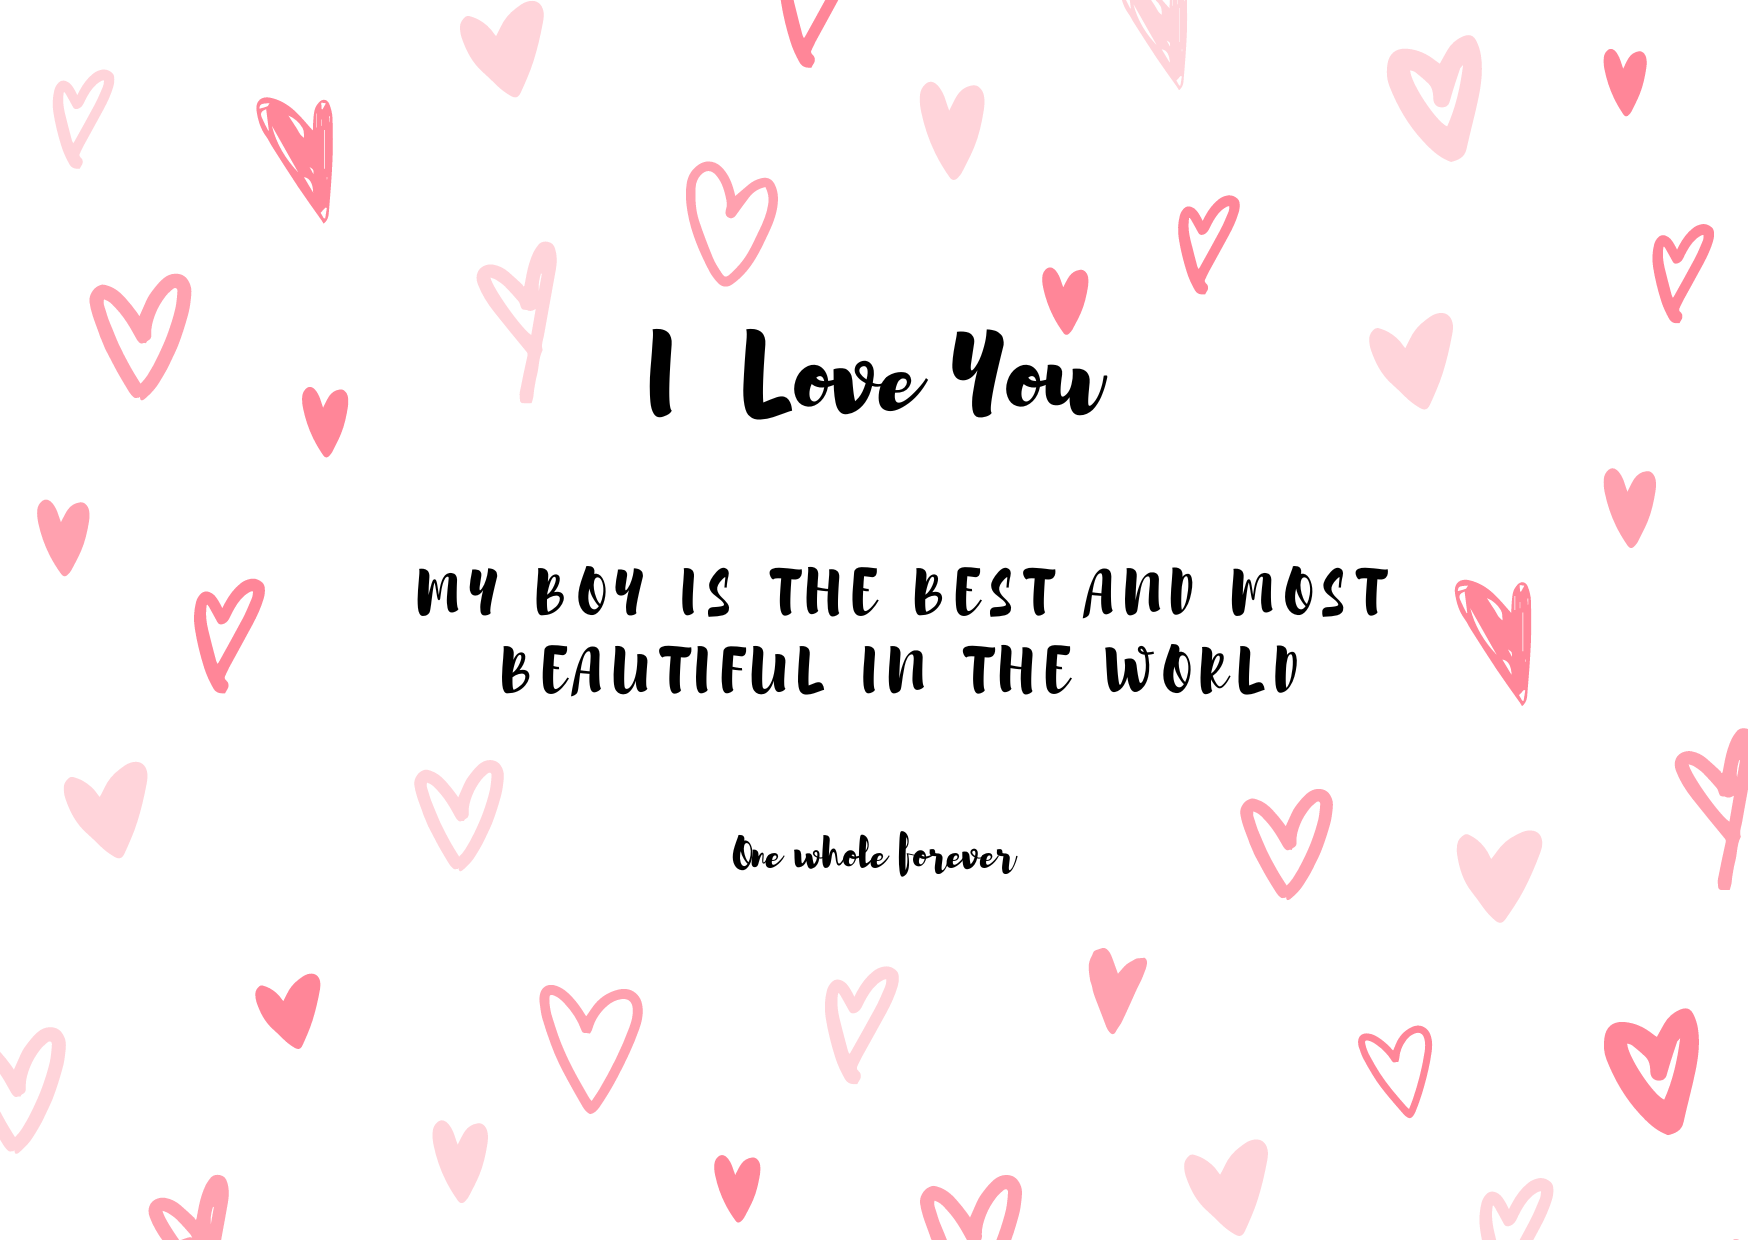 I Love You
MY BOY IS THE BEST AND MOST
BEAUTIFUL IN THE WORLD
One whole forever